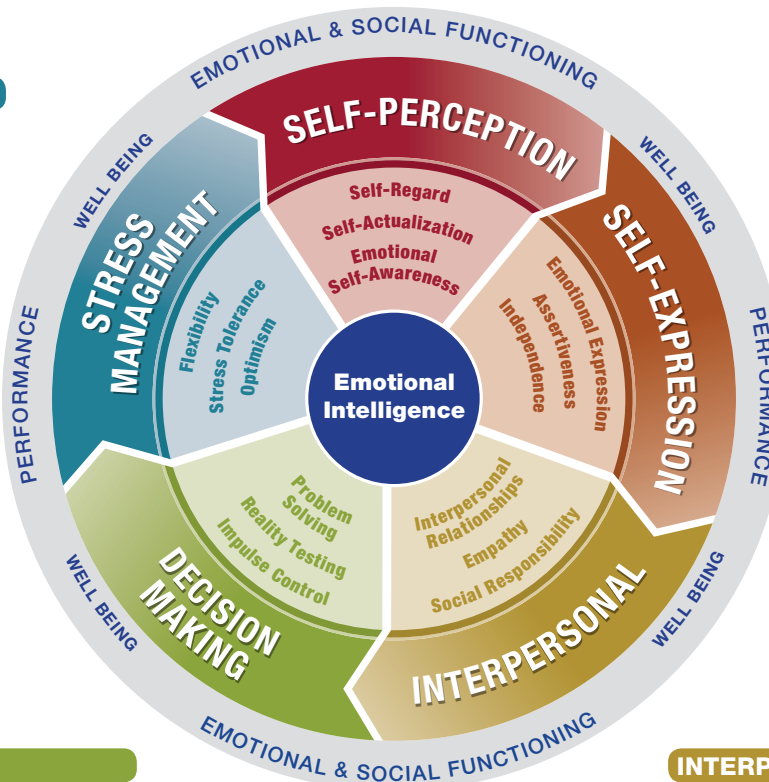 EMOTIONAL & SOCIAL FUNCTIONING
WELL BEING
WELL BEING
PERFORMANCE
PERFORMANCE
WELL BEING
WELL BEING
EMOTIONAL & SOCIAL FUNCTIONING
SELF-PERCEPTION
Self-Regard
Self-Actualization
Emotional
Self-Awareness
SELF-EXPRESSION
Emotional Expression
Assertiveness
Independence
INTERPERSONAL
Interpersonal
Relationships
Empathy
Social Responsibility
DECISION
MAKING
Problem
Solving
Reality Testing
Impulse Control
STRESS
MANAGEMENT
Flexibility
Stress Tolerance
Optimism
Emotional
Intelligence
INTERP